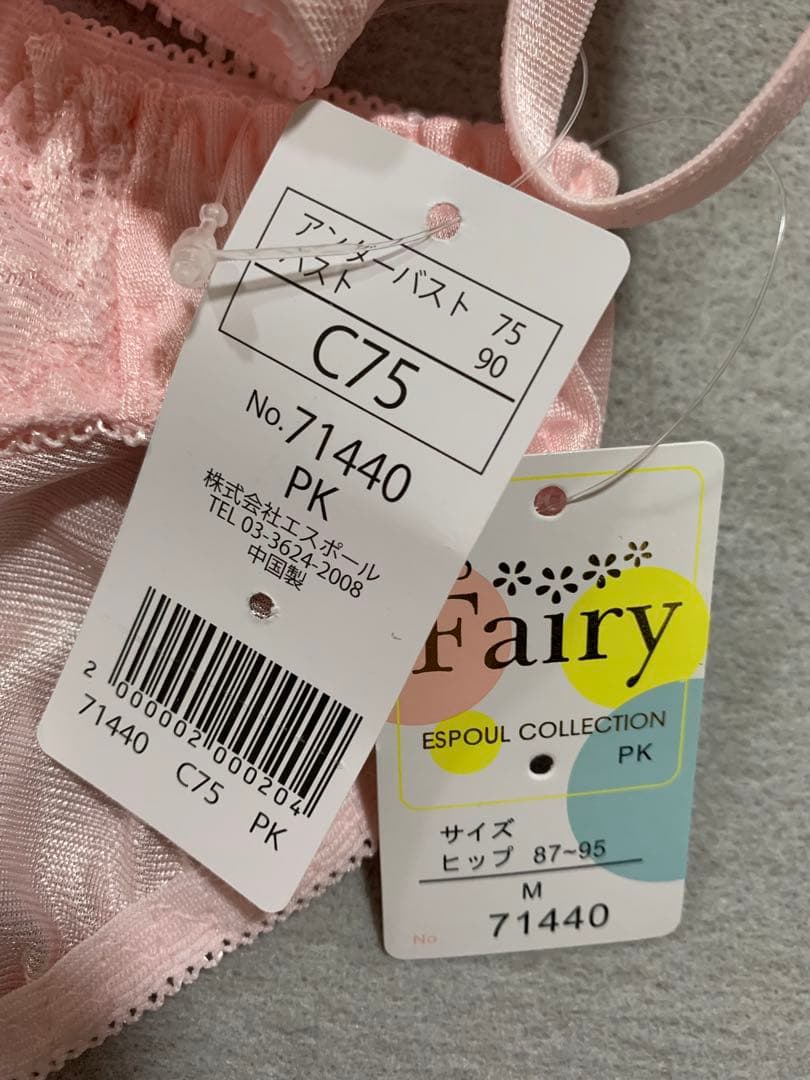 アンダーバスト 75
バスト 90
C75
No.71440
PK
株式会社エスポール
TEL 03-3624-2008
中国製
2 000002 000204
71440 C75 PK
Fairy
ESPOUL COLLECTION
PK
サイズ
ヒップ 87~95
M
No 71440